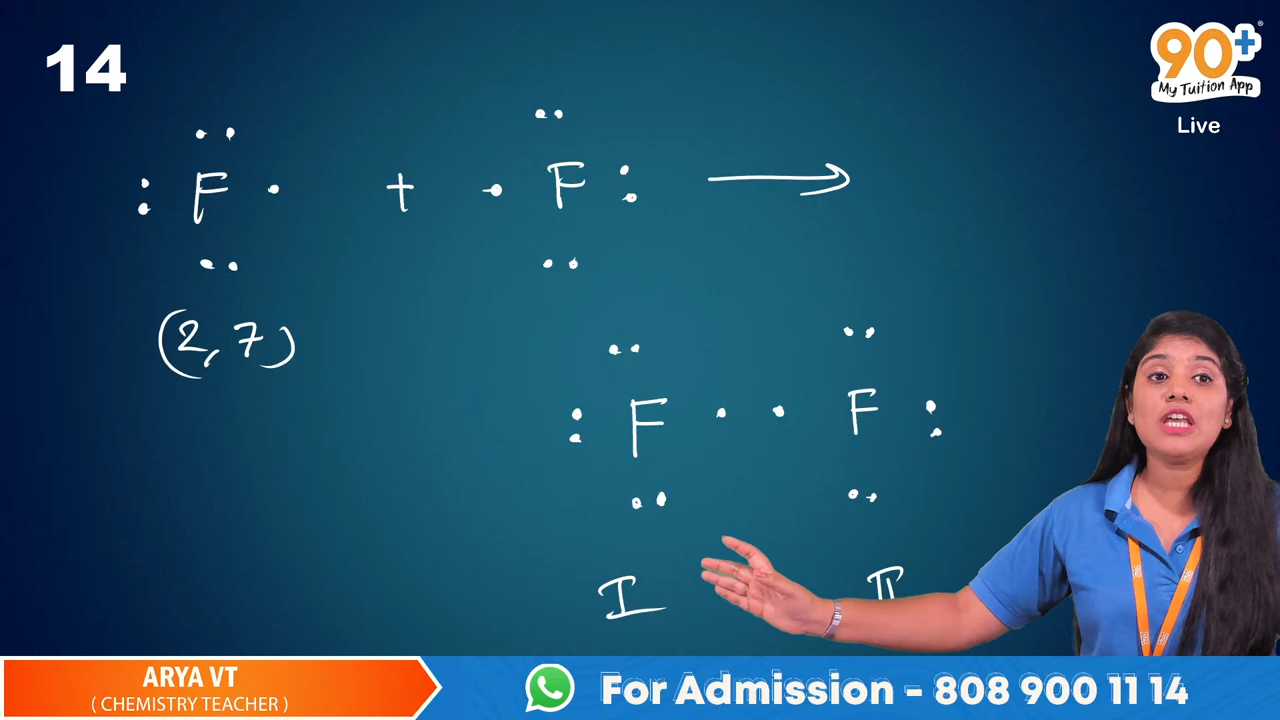 14
90+
My Tuition App
Live
F + F
(2, 7)
F F
I II
ARYA VT
( CHEMISTRY TEACHER )
For Admission - 808 900 11 14